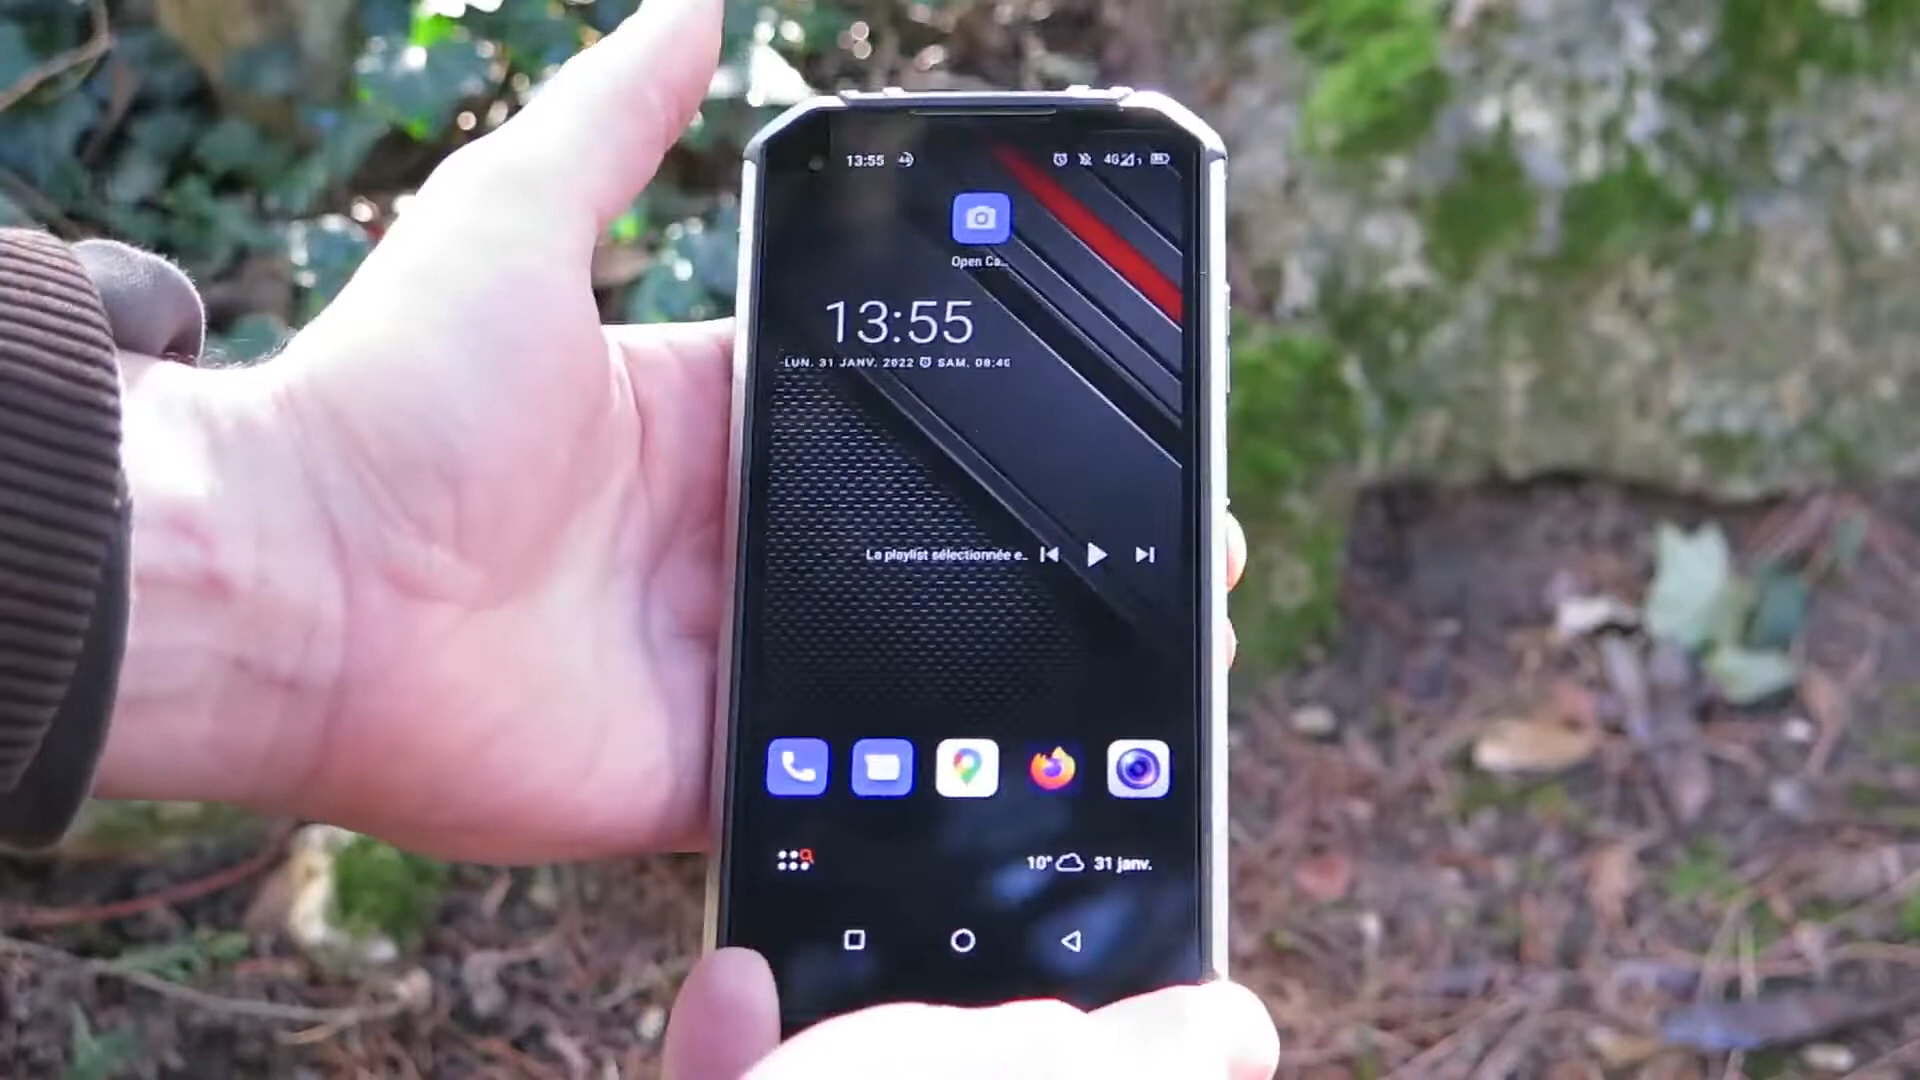 13:55
4G
Open Ca...
13:55
LUN. 31 JANV. 2022 SAM. 08:40
La playlist sélectionnée e...
10° 31 janv.